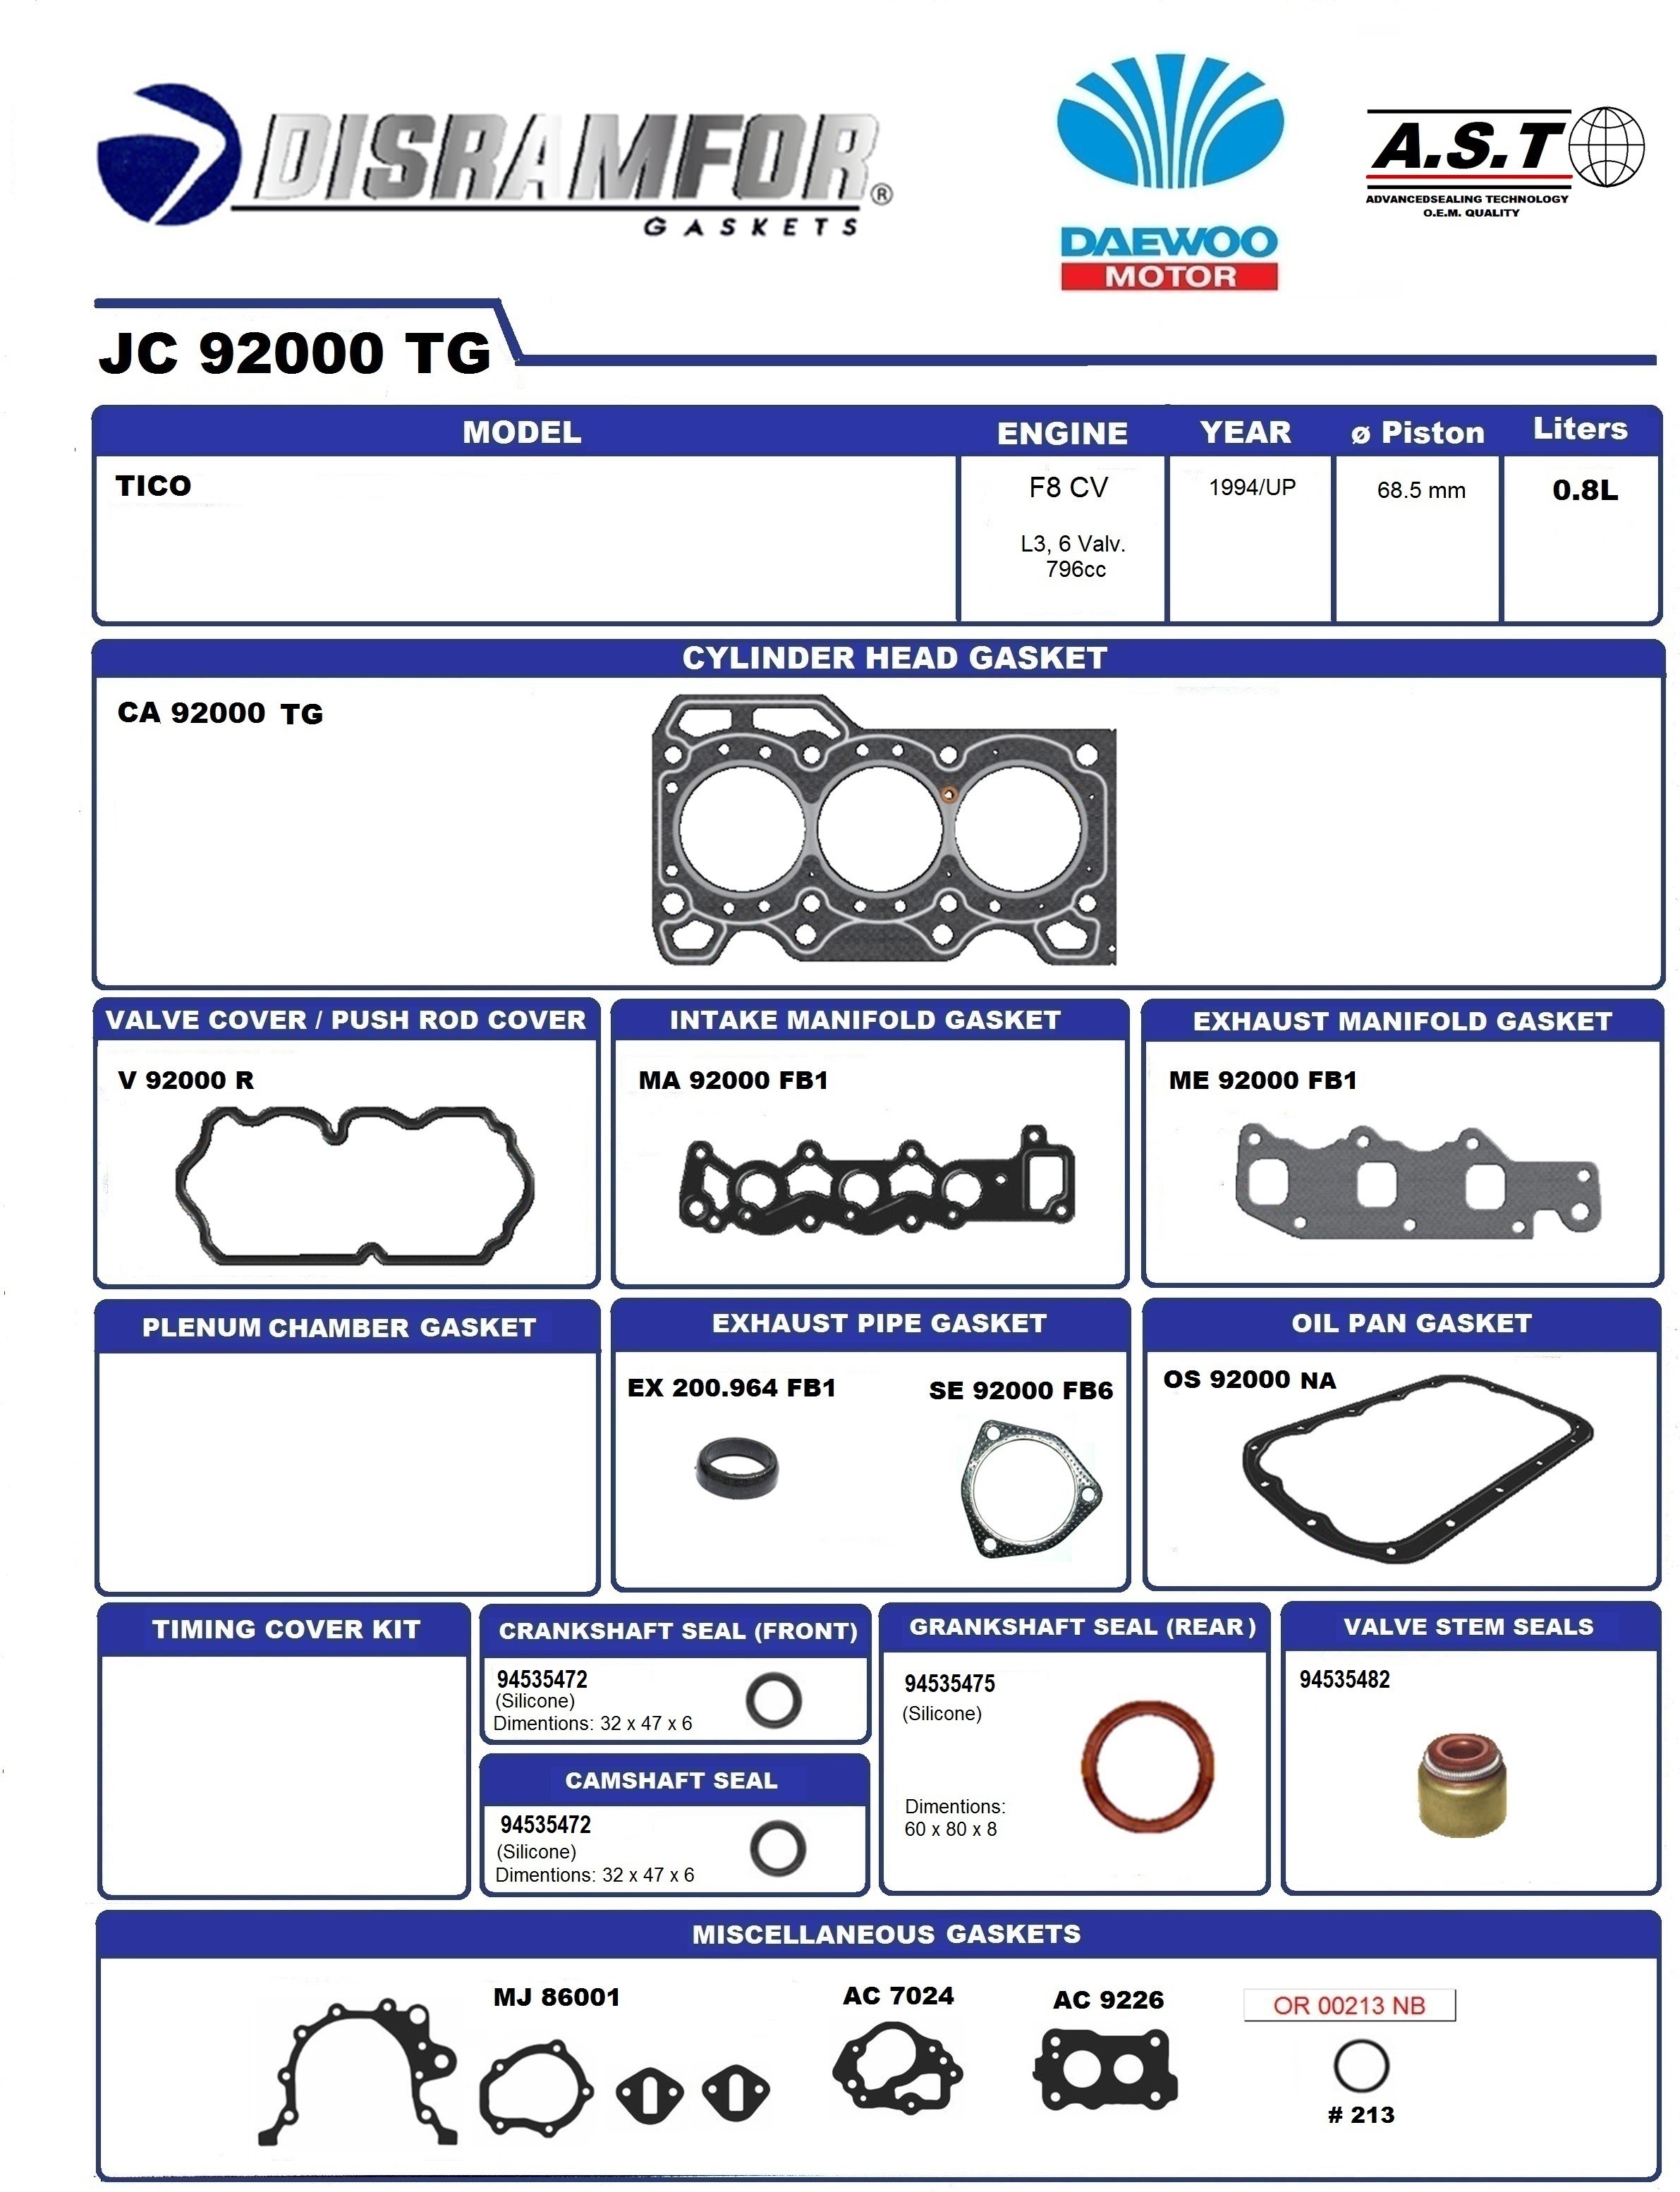 DISRAMFOR®
GASKETS
DAEWOO
MOTOR
A.S.T
ADVANCEDSEALING TECHNOLOGY
O.E.M. QUALITY
JC 92000 TG
MODEL ENGINE YEAR ø Piston Liters
TICO F8 CV 1994/UP 68.5 mm 0.8L
L3, 6 Valv.
796cc
CYLINDER HEAD GASKET
CA 92000 TG
VALVE COVER / PUSH ROD COVER
V 92000 R
INTAKE MANIFOLD GASKET
MA 92000 FB1
EXHAUST MANIFOLD GASKET
ME 92000 FB1
PLENUM CHAMBER GASKET
EXHAUST PIPE GASKET
EX 200.964 FB1 SE 92000 FB6
OIL PAN GASKET
OS 92000 NA
TIMING COVER KIT
CRANKSHAFT SEAL (FRONT)
94535472
(Silicone)
Dimentions: 32 x 47 x 6
CAMSHAFT SEAL
94535472
(Silicone)
Dimentions: 32 x 47 x 6
GRANKSHAFT SEAL (REAR)
94535475
(Silicone)
Dimentions:
60 x 80 x 8
VALVE STEM SEALS
94535482
MISCELLANEOUS GASKETS
MJ 86001 AC 7024 AC 9226 OR 00213 NB
# 213